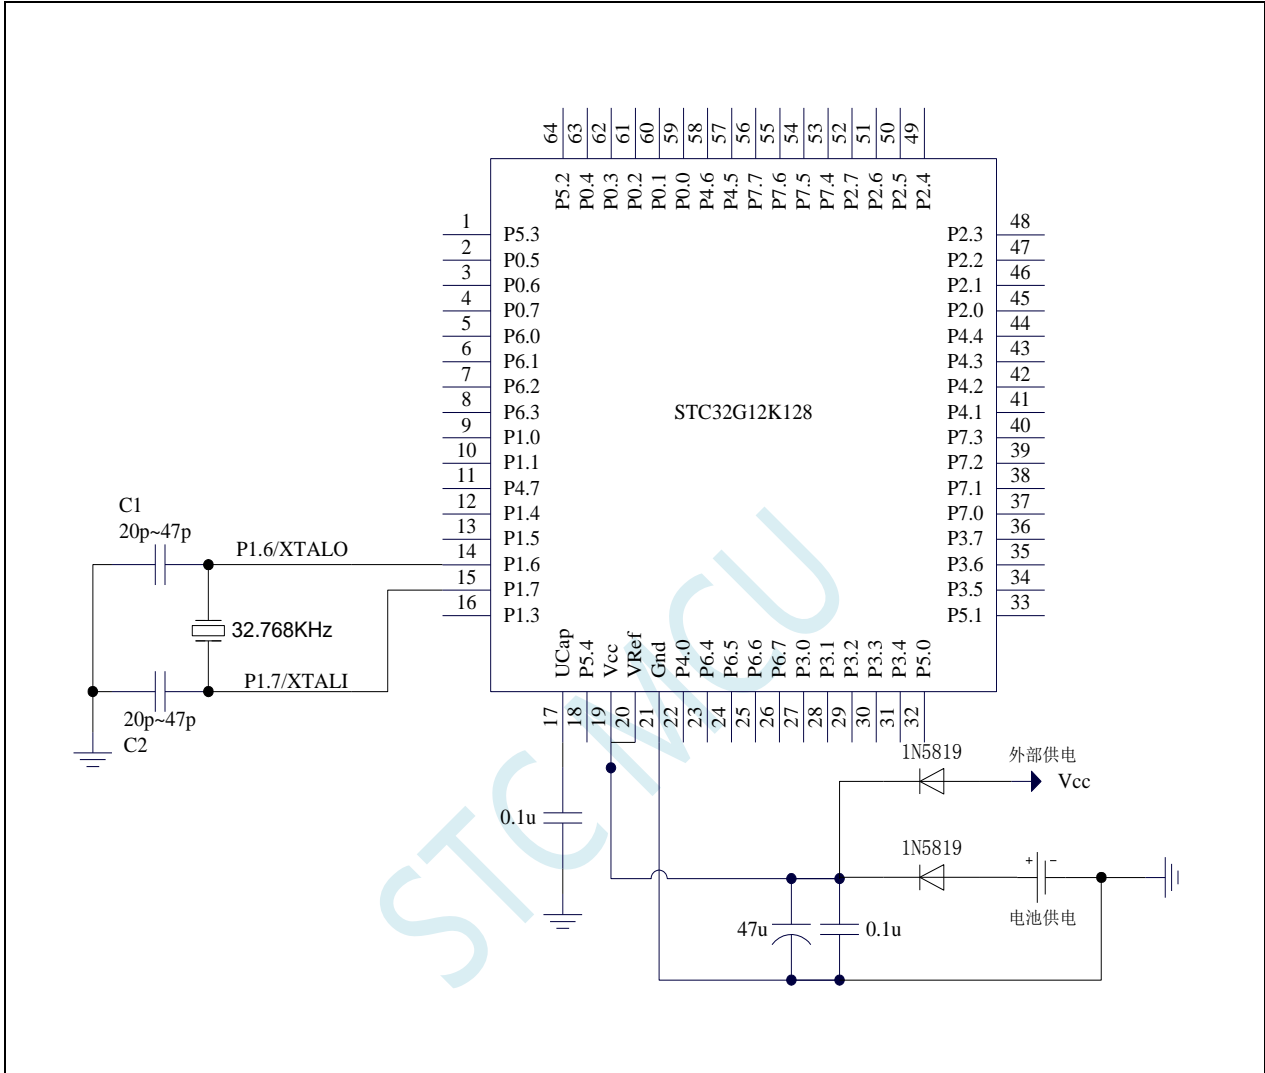 64 63 62 61 60 59 58 57 56 55 54 53 52 51 50 49
P5.2 P0.4 P0.3 P0.2 P0.1 P0.0 P4.6 P4.5 P7.7 P7.6 P7.5 P7.4 P2.7 P2.6 P2.5 P2.4
1 P5.3
2 P0.5
3 P0.6
4 P0.7
5 P6.0
6 P6.1
7 P6.2
8 P6.3
9 P1.0
10 P1.1
11 P4.7
12 P1.4
13 P1.5
14 P1.6
15 P1.7
16 P1.3
STC32G12K128
P2.3 48
P2.2 47
P2.1 46
P2.0 45
P4.4 44
P4.3 43
P4.2 42
P4.1 41
P7.3 40
P7.2 39
P7.1 38
P7.0 37
P3.7 36
P3.6 35
P3.5 34
P5.1 33
UCap P5.4 Vcc VRef Gnd P4.0 P6.4 P6.5 P6.6 P6.7 P3.0 P3.1 P3.2 P3.3 P3.4 P5.0
17 18 19 20 21 22 23 24 25 26 27 28 29 30 31 32
C1
20p~47p
P1.6/XTALO
32.768KHz
P1.7/XTALI
20p~47p
C2
0.1u
1N5819
外部供电
Vcc
1N5819
+ -
电池供电
47u
0.1u
STC MCU